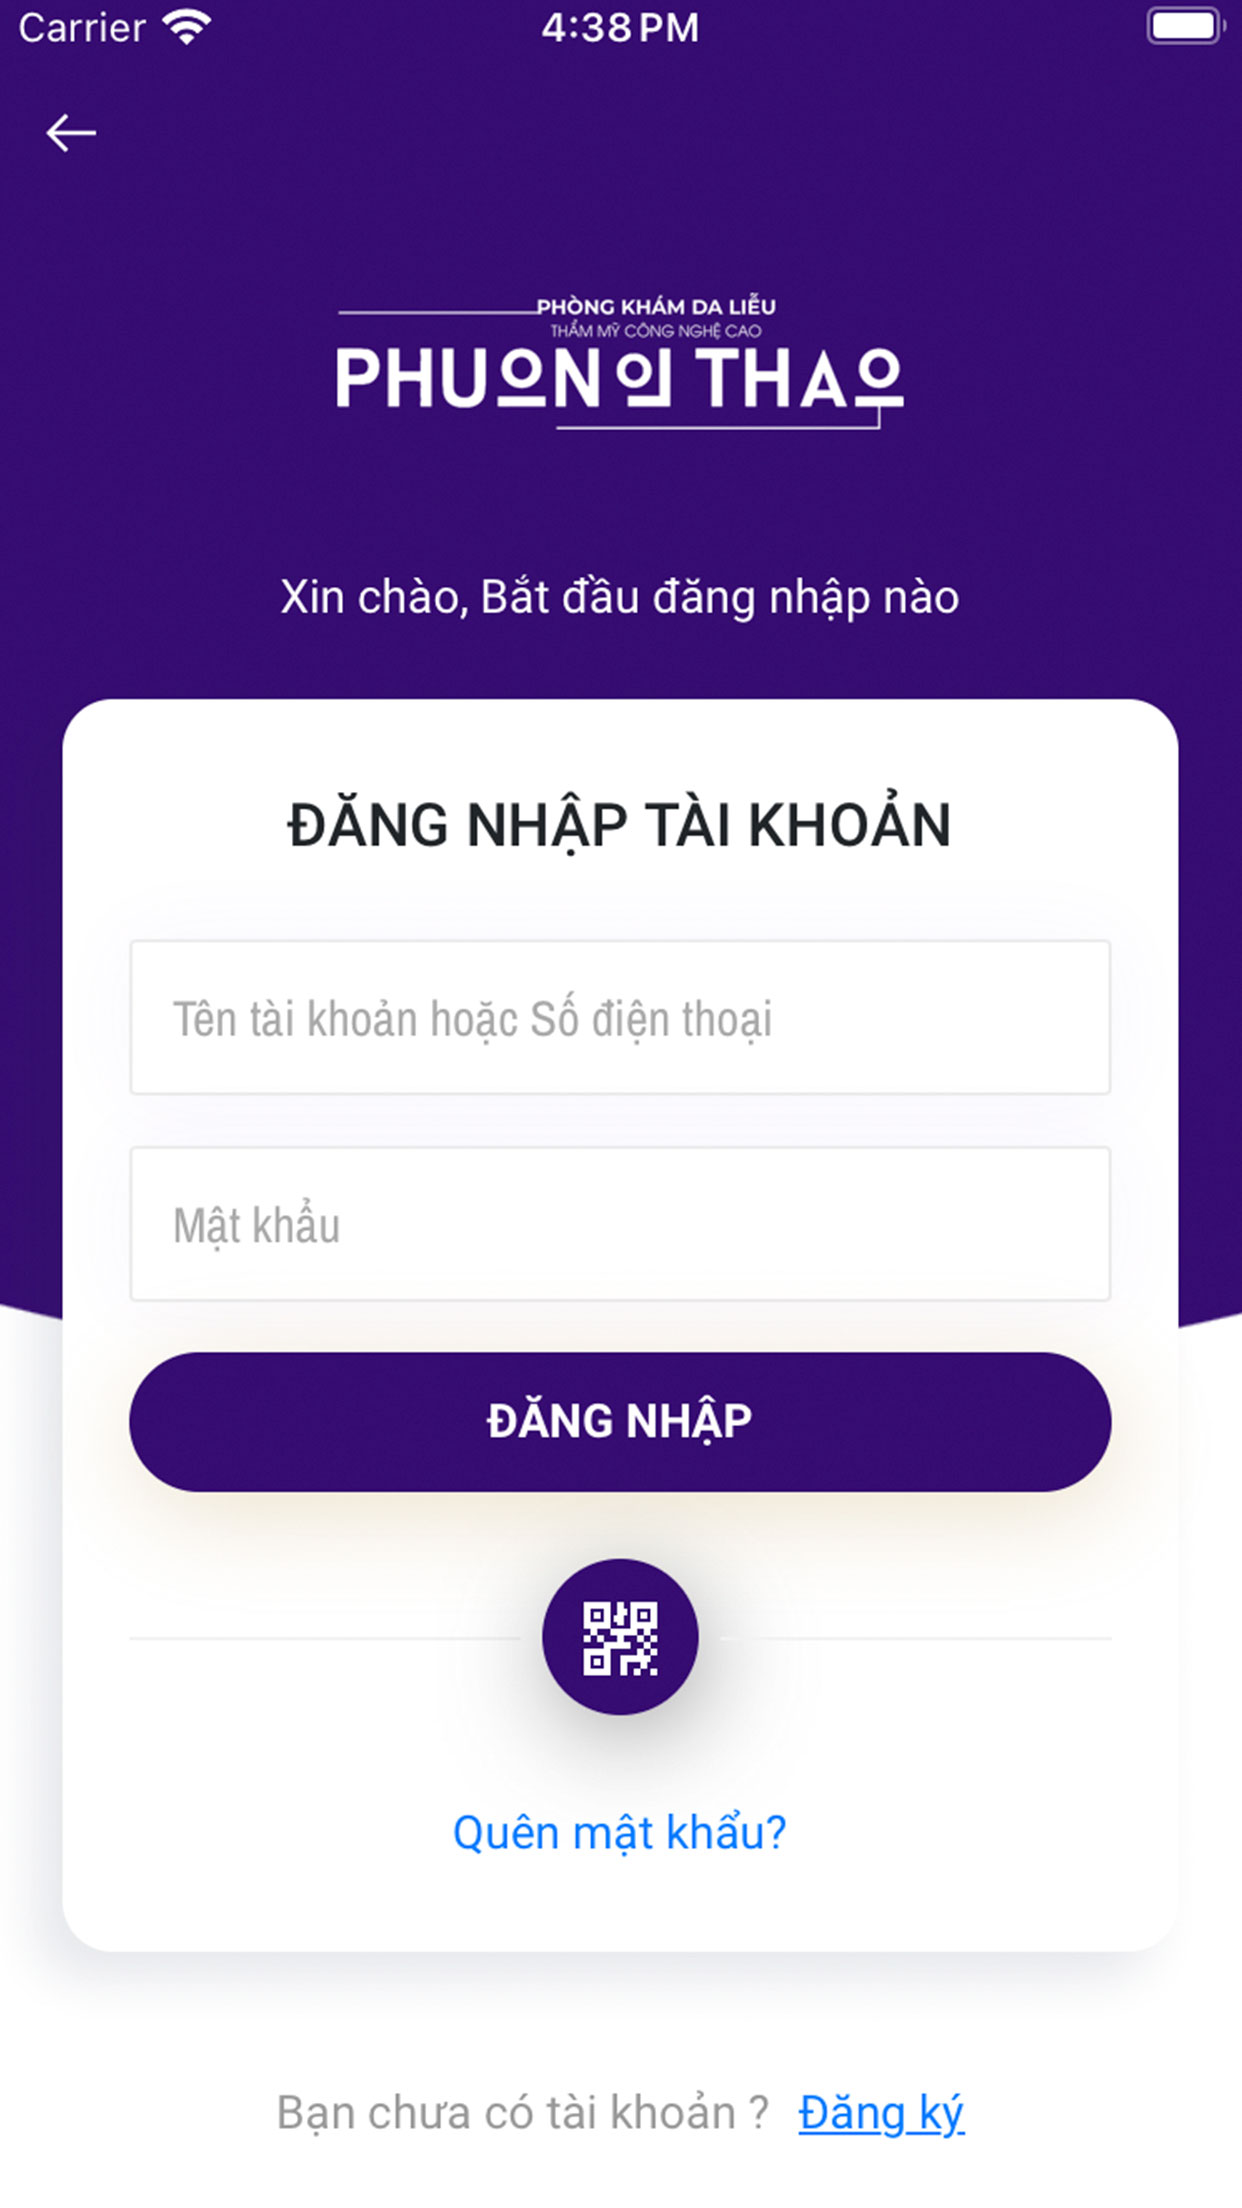 Carrier 4:38 PM
PHÒNG KHÁM DA LIỄU
THẨM MỸ CÔNG NGHỆ CAO
PHUONG THAO
Xin chào, Bắt đầu đăng nhập nào
ĐĂNG NHẬP TÀI KHOẢN
Tên tài khoản hoặc Số điện thoại
Mật khẩu
ĐĂNG NHẬP
Quên mật khẩu?
Bạn chưa có tài khoản ? Đăng ký